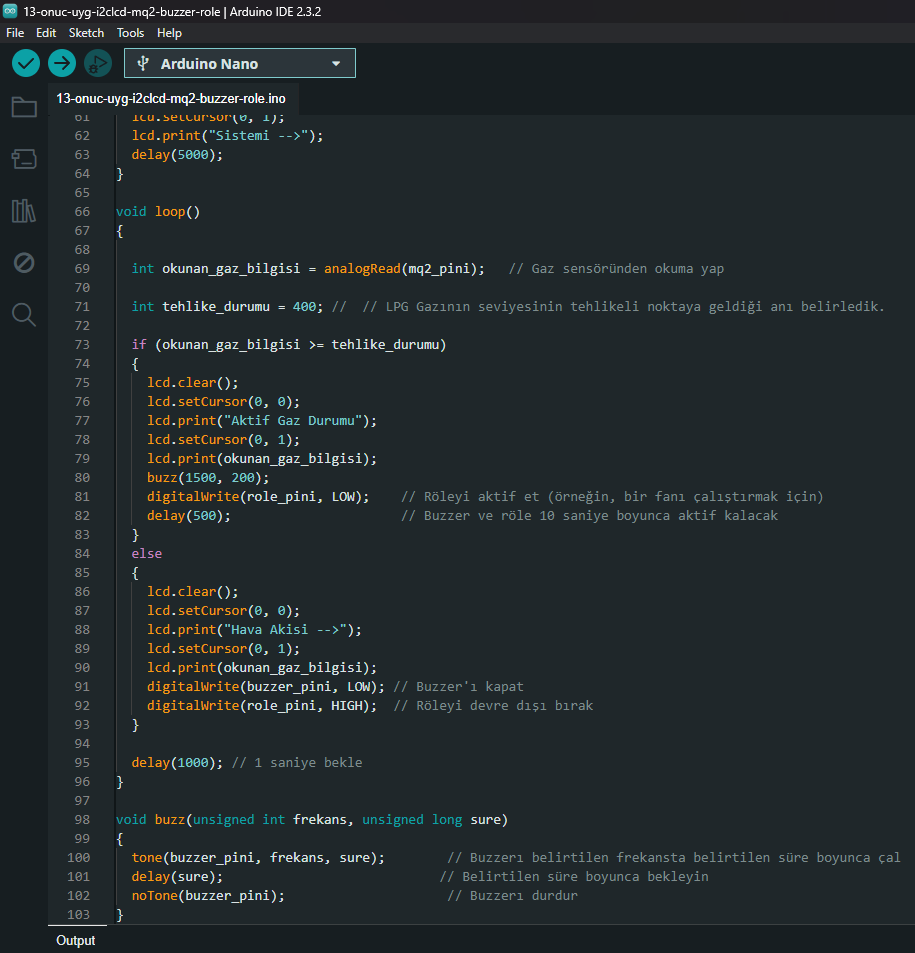 13-onuc-uyg-i2clcd-mq2-buzzer-role | Arduino IDE 2.3.2
File Edit Sketch Tools Help
Arduino Nano
13-onuc-uyg-i2clcd-mq2-buzzer-role.ino
61 lcd.setCursor(0, 1);
62 lcd.print("Sistemi -->");
63 delay(5000);
64 }
65
66 void loop()
67 {
68
69 int okunan_gaz_bilgisi = analogRead(mq2_pini); // Gaz sensöründen okuma yap
70
71 int tehlike_durumu = 400; // // LPG Gazının seviyesinin tehlikeli noktaya geldiği anı belirledik.
72
73 if (okunan_gaz_bilgisi >= tehlike_durumu)
74 {
75 lcd.clear();
76 lcd.setCursor(0, 0);
77 lcd.print("Aktif Gaz Durumu");
78 lcd.setCursor(0, 1);
79 lcd.print(okunan_gaz_bilgisi);
80 buzz(1500, 200);
81 digitalWrite(role_pini, LOW); // Röleyi aktif et (örneğin, bir fanı çalıştırmak için)
82 delay(500); // Buzzer ve röle 10 saniye boyunca aktif kalacak
83 }
84 else
85 {
86 lcd.clear();
87 lcd.setCursor(0, 0);
88 lcd.print("Hava Akisi -->");
89 lcd.setCursor(0, 1);
90 lcd.print(okunan_gaz_bilgisi);
91 digitalWrite(buzzer_pini, LOW); // Buzzer'ı kapat
92 digitalWrite(role_pini, HIGH); // Röleyi devre dışı bırak
93 }
94
95 delay(1000); // 1 saniye bekle
96 }
97
98 void buzz(unsigned int frekans, unsigned long sure)
99 {
100 tone(buzzer_pini, frekans, sure); // Buzzerı belirtilen frekansta belirtilen süre boyunca çal
101 delay(sure); // Belirtilen süre boyunca bekleyin
102 noTone(buzzer_pini); // Buzzerı durdur
103 }
Output